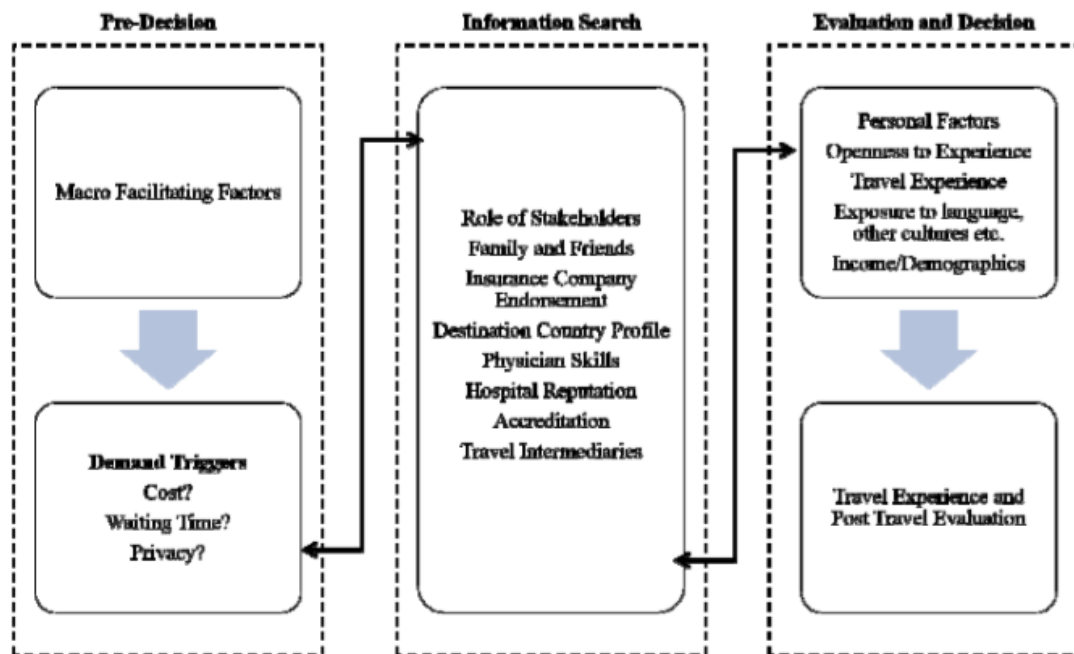 Pre-Decision
Macro Facilitating Factors
Demand Triggers
Cost?
Waiting Time?
Privacy?
Information Search
Role of Stakeholders
Family and Friends
Insurance Company
Endorsement
Destination Country Profile
Physician Skills
Hospital Reputation
Accreditation
Travel Intermediaries
Evaluation and Decision
Personal Factors
Openness to Experience
Travel Experience
Exposure to language,
other cultures etc.
Income/Demographics
Travel Experience and
Post Travel Evaluation